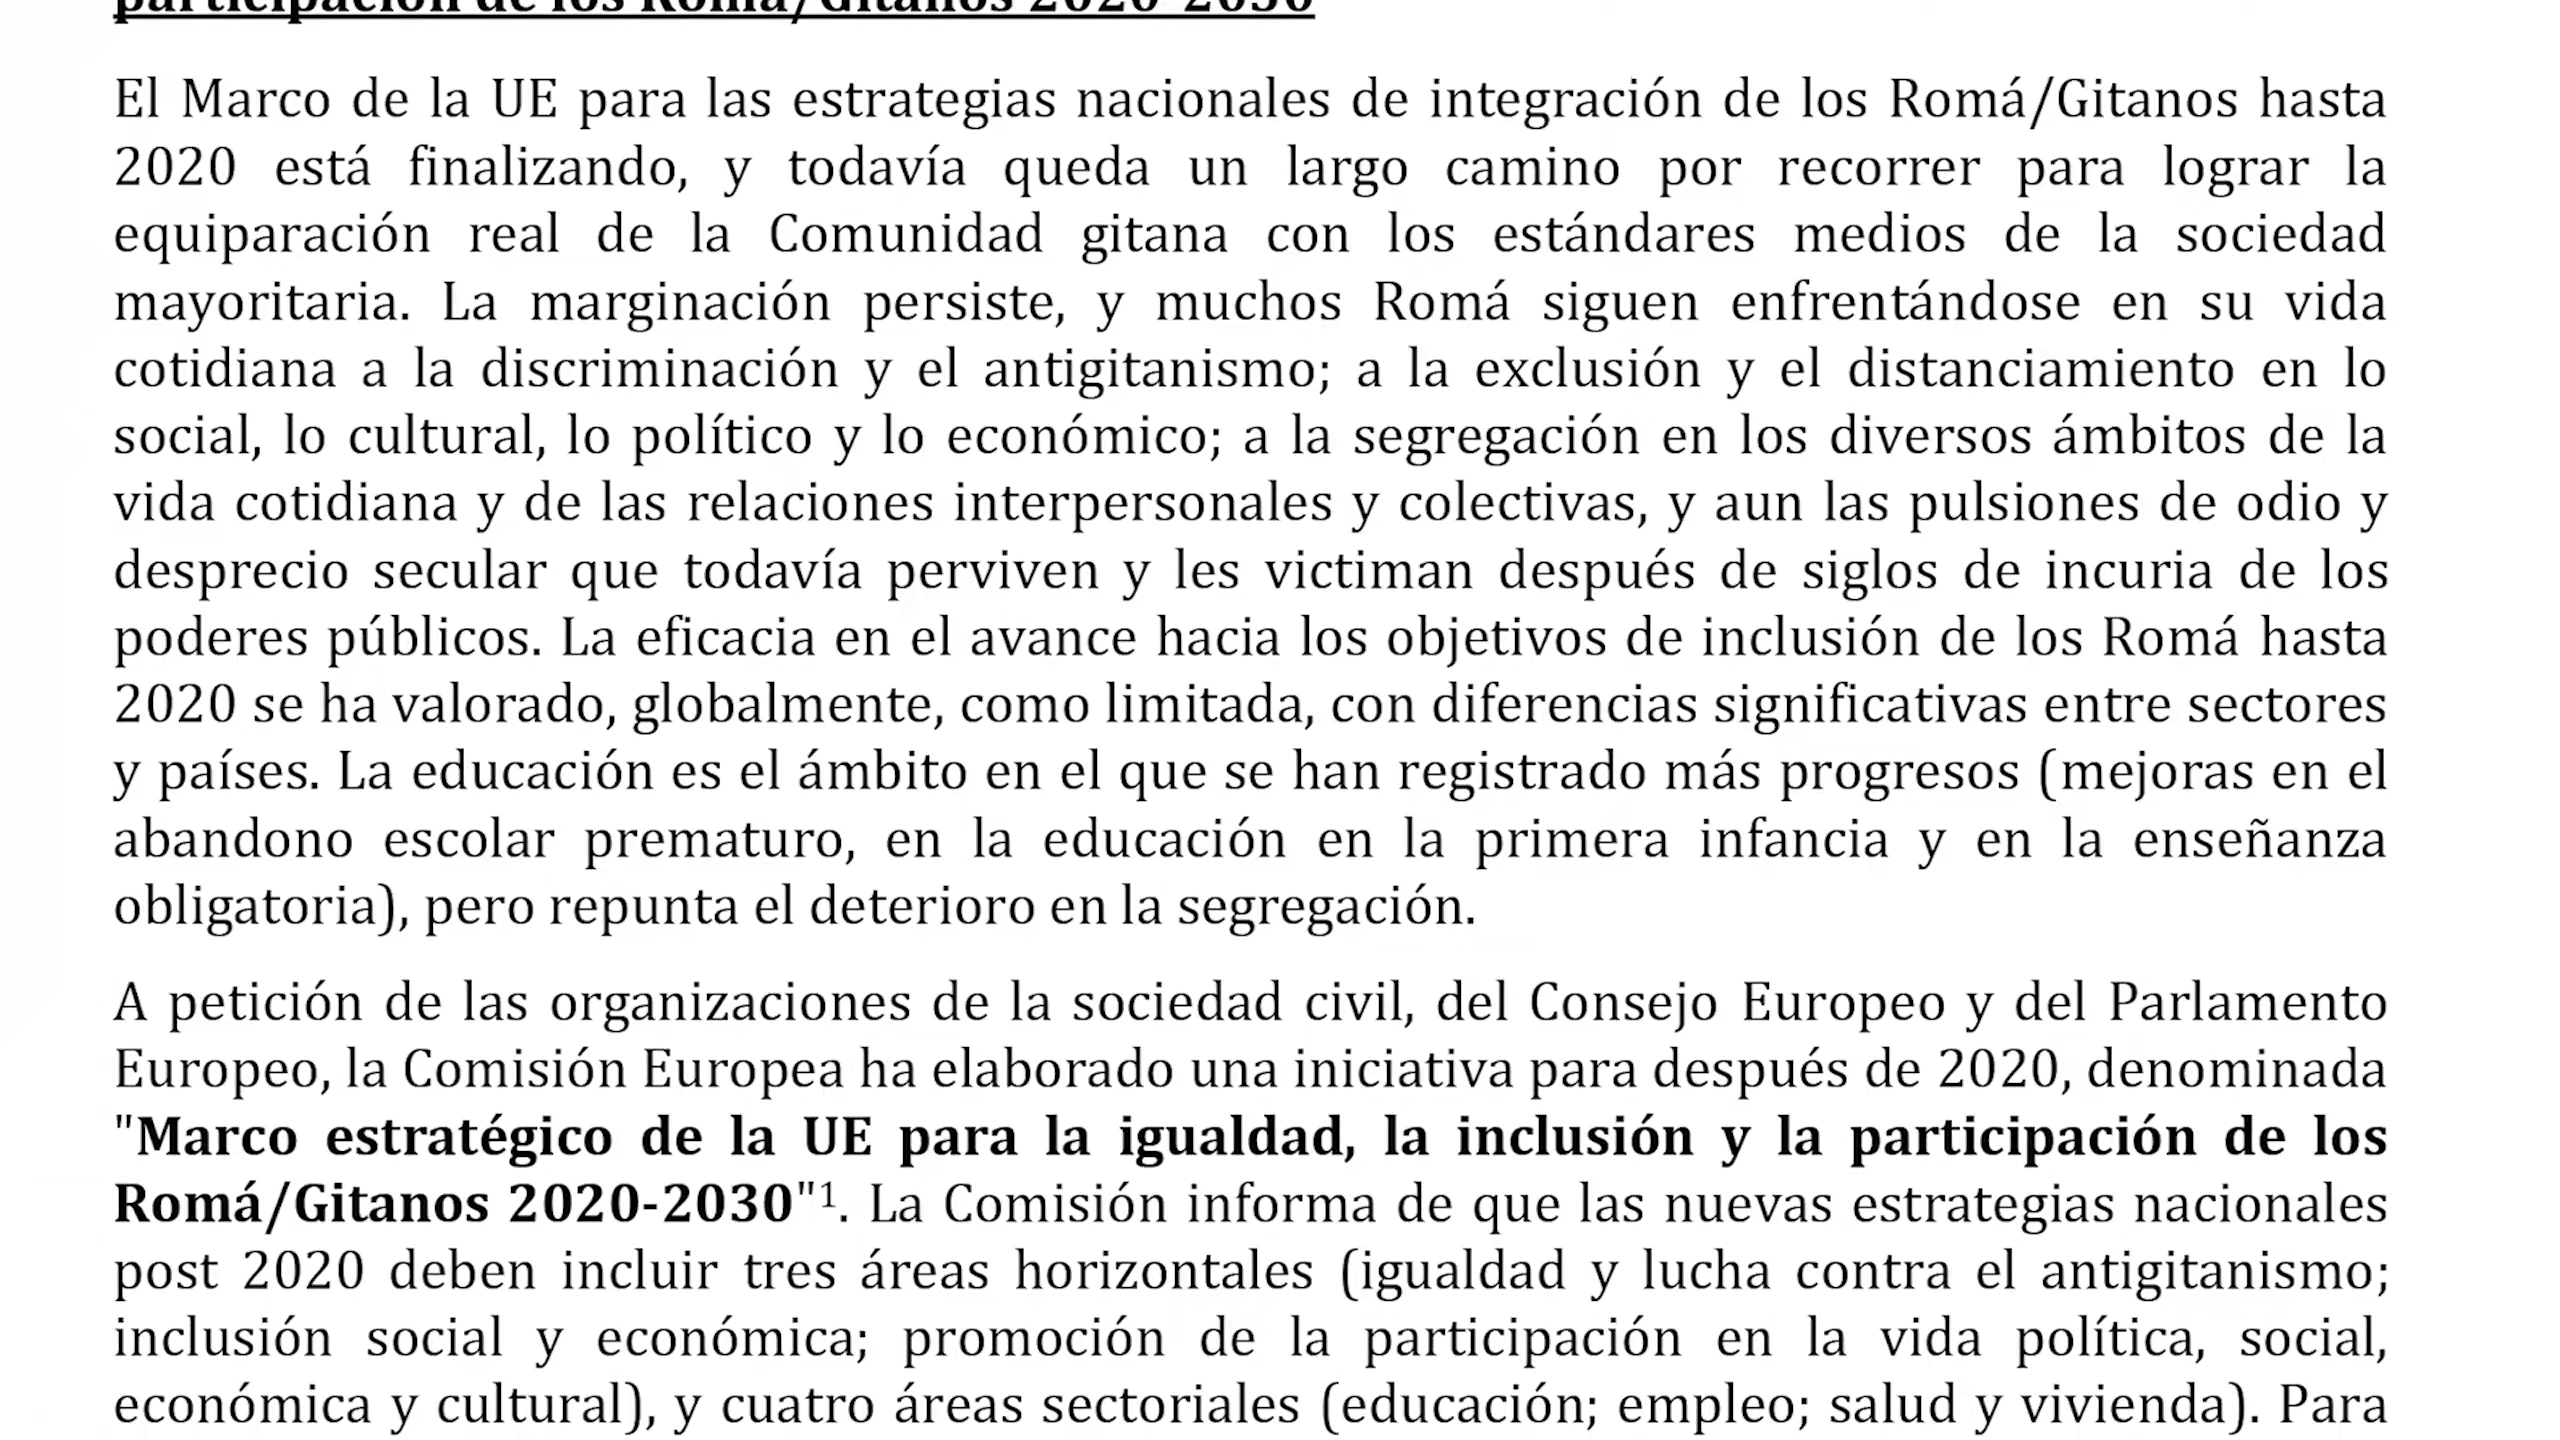 participación de los Romá/Gitanos 2020-2030
El Marco de la UE para las estrategias nacionales de integración de los Romá/Gitanos hasta
2020 está finalizando, y todavía queda un largo camino por recorrer para lograr la
equiparación real de la Comunidad gitana con los estándares medios de la sociedad
mayoritaria. La marginación persiste, y muchos Romá siguen enfrentándose en su vida
cotidiana a la discriminación y el antigitanismo; a la exclusión y el distanciamiento en lo
social, lo cultural, lo político y lo económico; a la segregación en los diversos ámbitos de la
vida cotidiana y de las relaciones interpersonales y colectivas, y aun las pulsiones de odio y
desprecio secular que todavía perviven y les victiman después de siglos de incuria de los
poderes públicos. La eficacia en el avance hacia los objetivos de inclusión de los Romá hasta
2020 se ha valorado, globalmente, como limitada, con diferencias significativas entre sectores
y países. La educación es el ámbito en el que se han registrado más progresos (mejoras en el
abandono escolar prematuro, en la educación en la primera infancia y en la enseñanza
obligatoria), pero repunta el deterioro en la segregación.
A petición de las organizaciones de la sociedad civil, del Consejo Europeo y del Parlamento
Europeo, la Comisión Europea ha elaborado una iniciativa para después de 2020, denominada
"Marco estratégico de la UE para la igualdad, la inclusión y la participación de los
Romá/Gitanos 2020-2030"¹. La Comisión informa de que las nuevas estrategias nacionales
post 2020 deben incluir tres áreas horizontales (igualdad y lucha contra el antigitanismo;
inclusión social y económica; promoción de la participación en la vida política, social,
económica y cultural), y cuatro áreas sectoriales (educación; empleo; salud y vivienda). Para